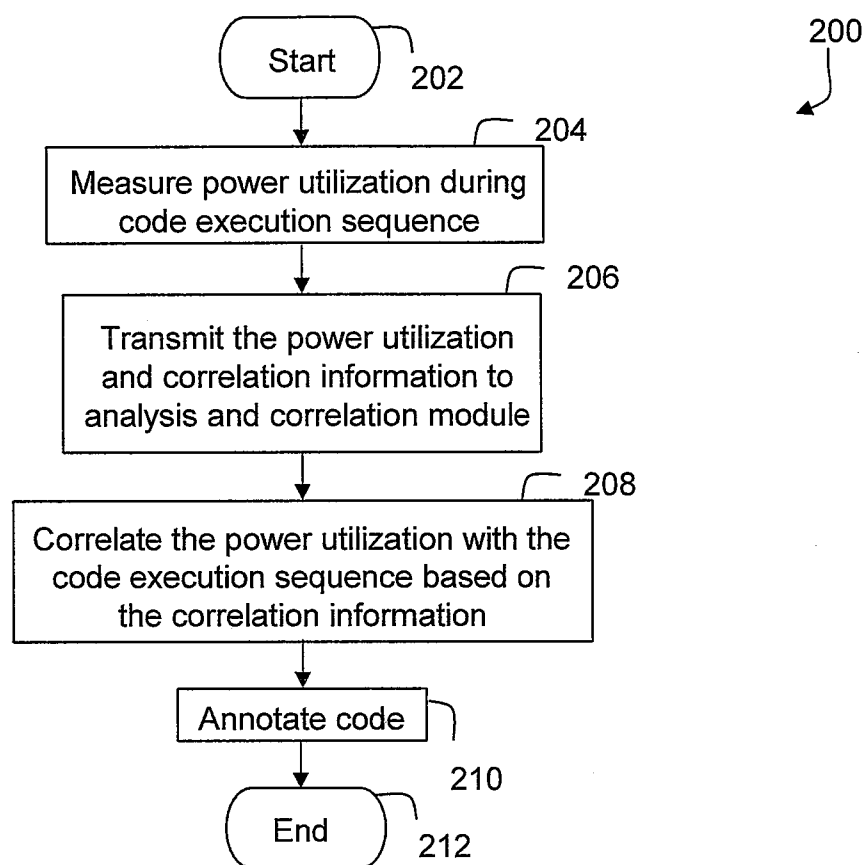 200
Start
202
204
Measure power utilization during
code execution sequence
206
Transmit the power utilization
and correlation information to
analysis and correlation module
208
Correlate the power utilization with the
code execution sequence based on
the correlation information
Annotate code
210
End
212